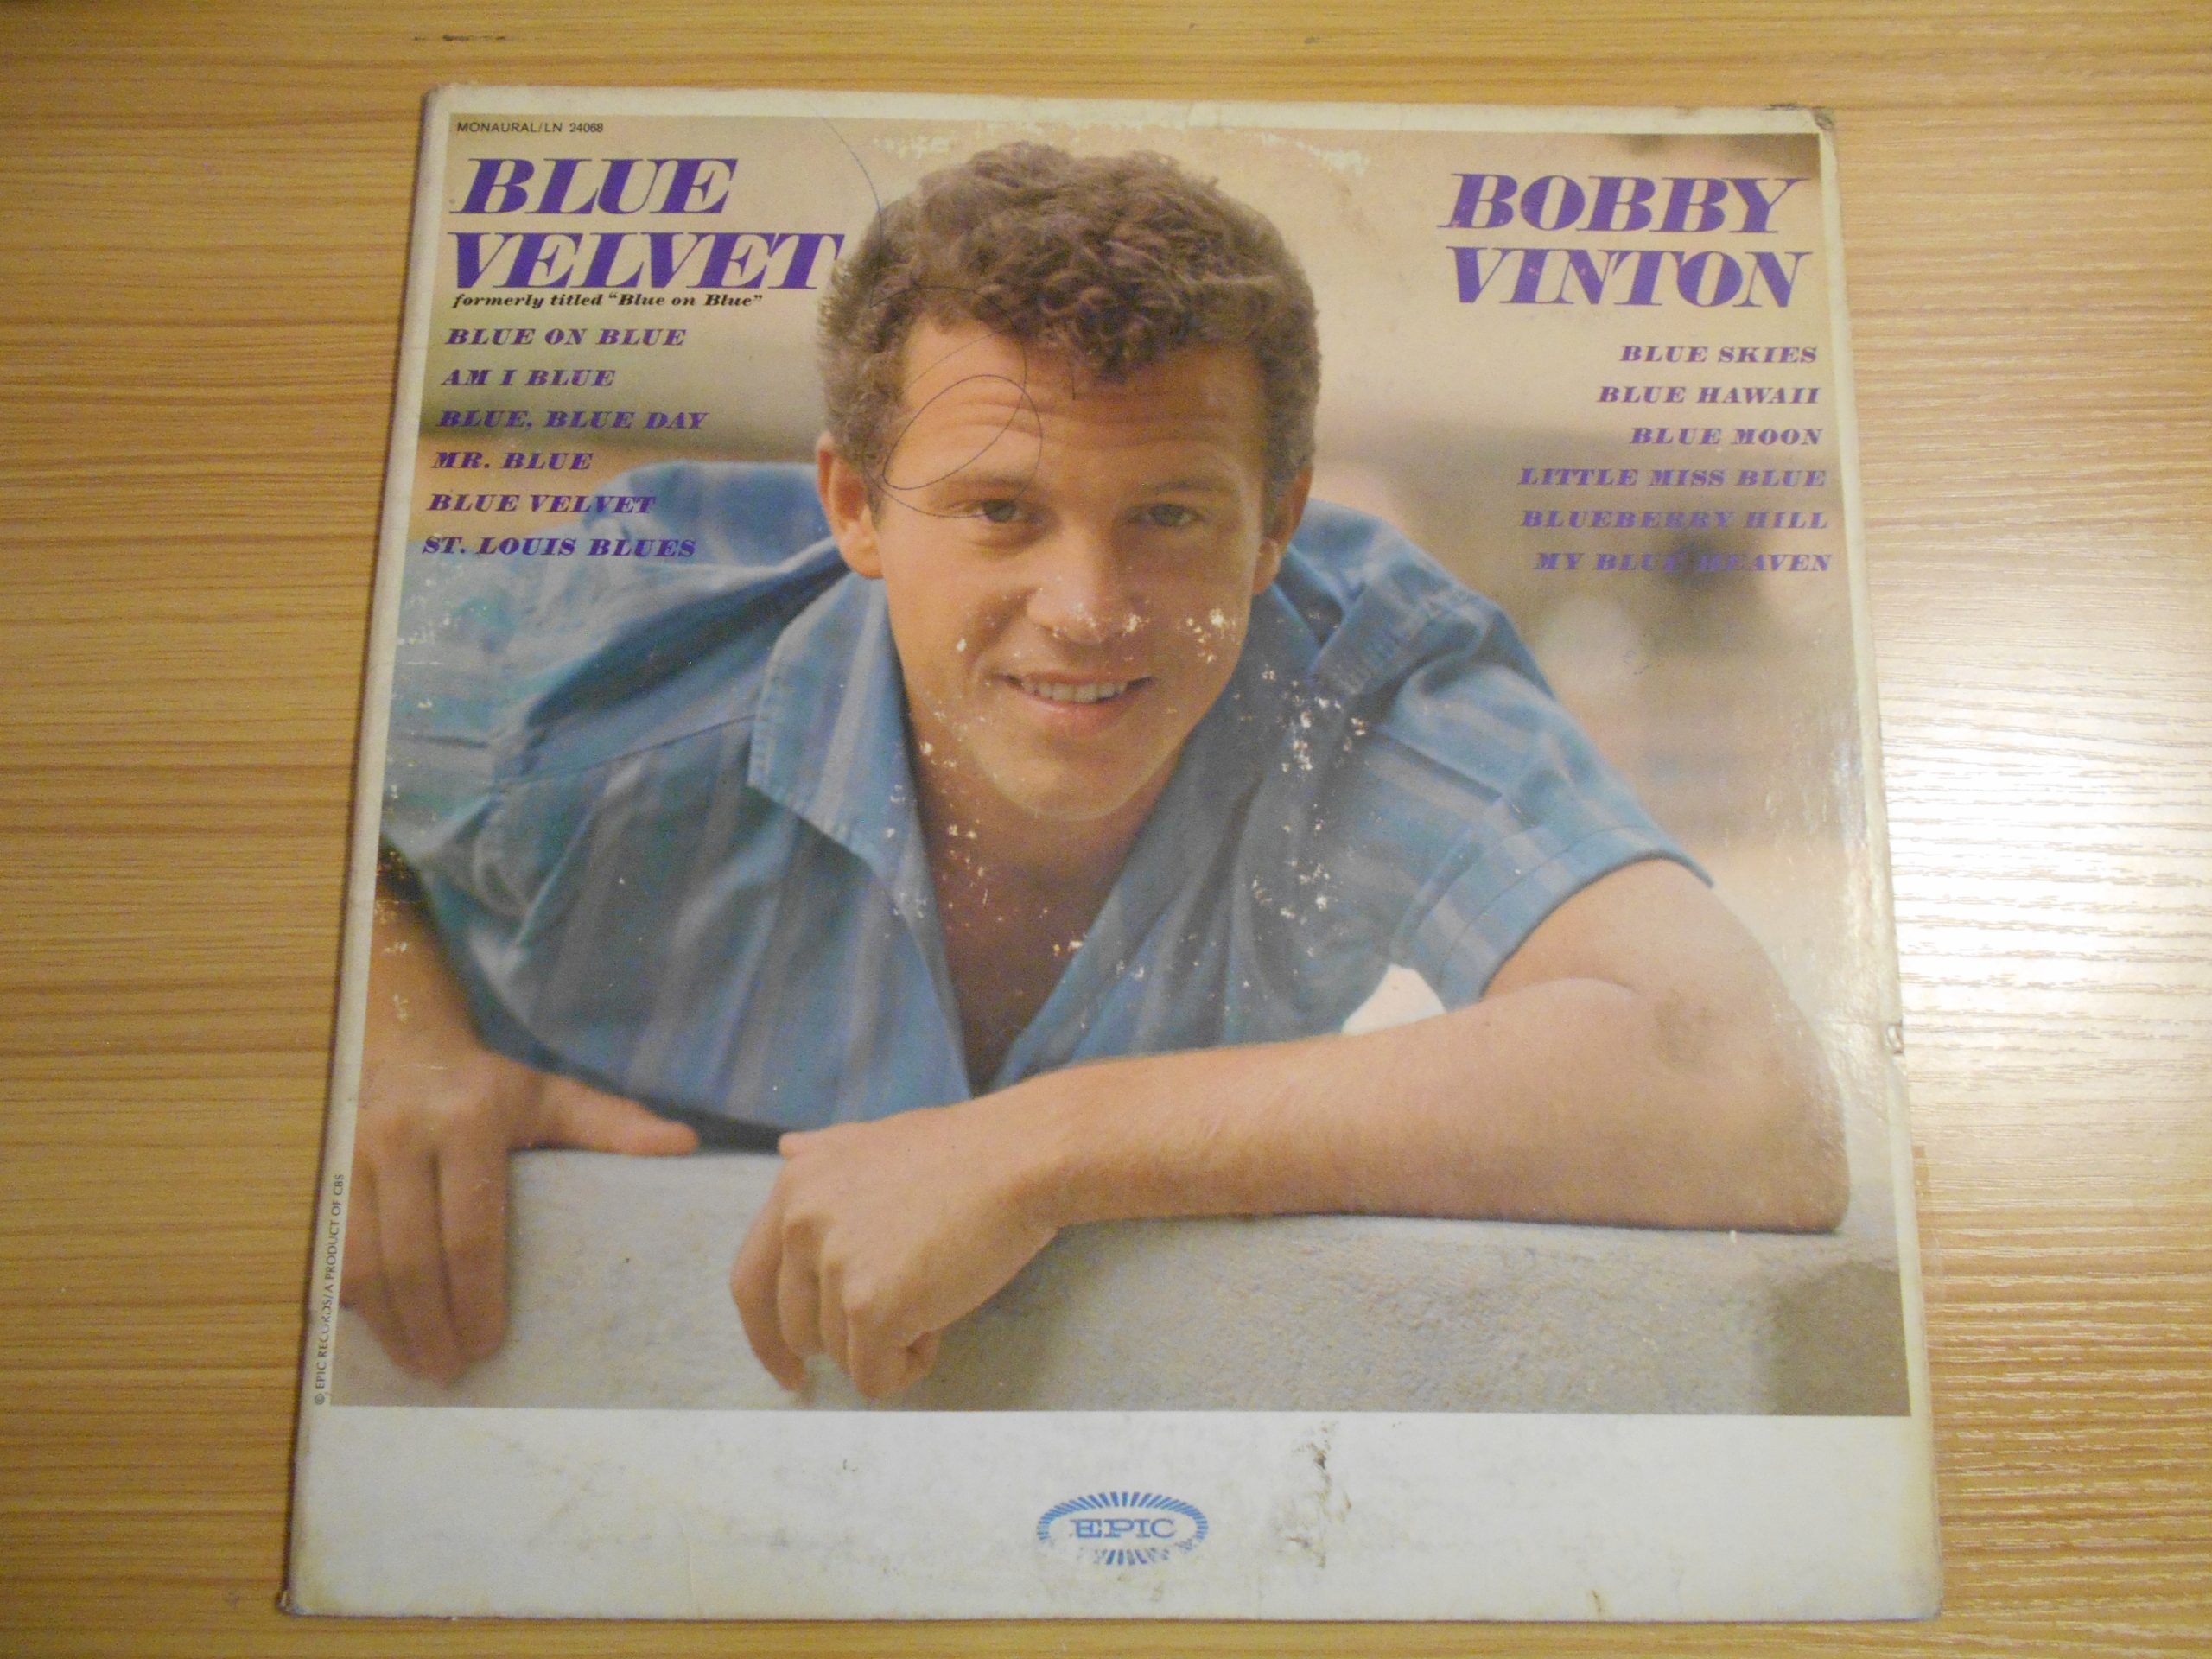 MONAURAL/LN 24068
BLUE
VELVET
formerly titled "Blue on Blue"
BLUE ON BLUE
AM I BLUE
BLUE, BLUE DAY
MR. BLUE
BLUE VELVET
ST. LOUIS BLUES
BOBBY
VINTON
BLUE SKIES
BLUE HAWAII
BLUE MOON
LITTLE MISS BLUE
BLUEBERRY HILL
MY BLUE HEAVEN
© EPIC RECORDS/A PRODUCT OF CBS
EPIC